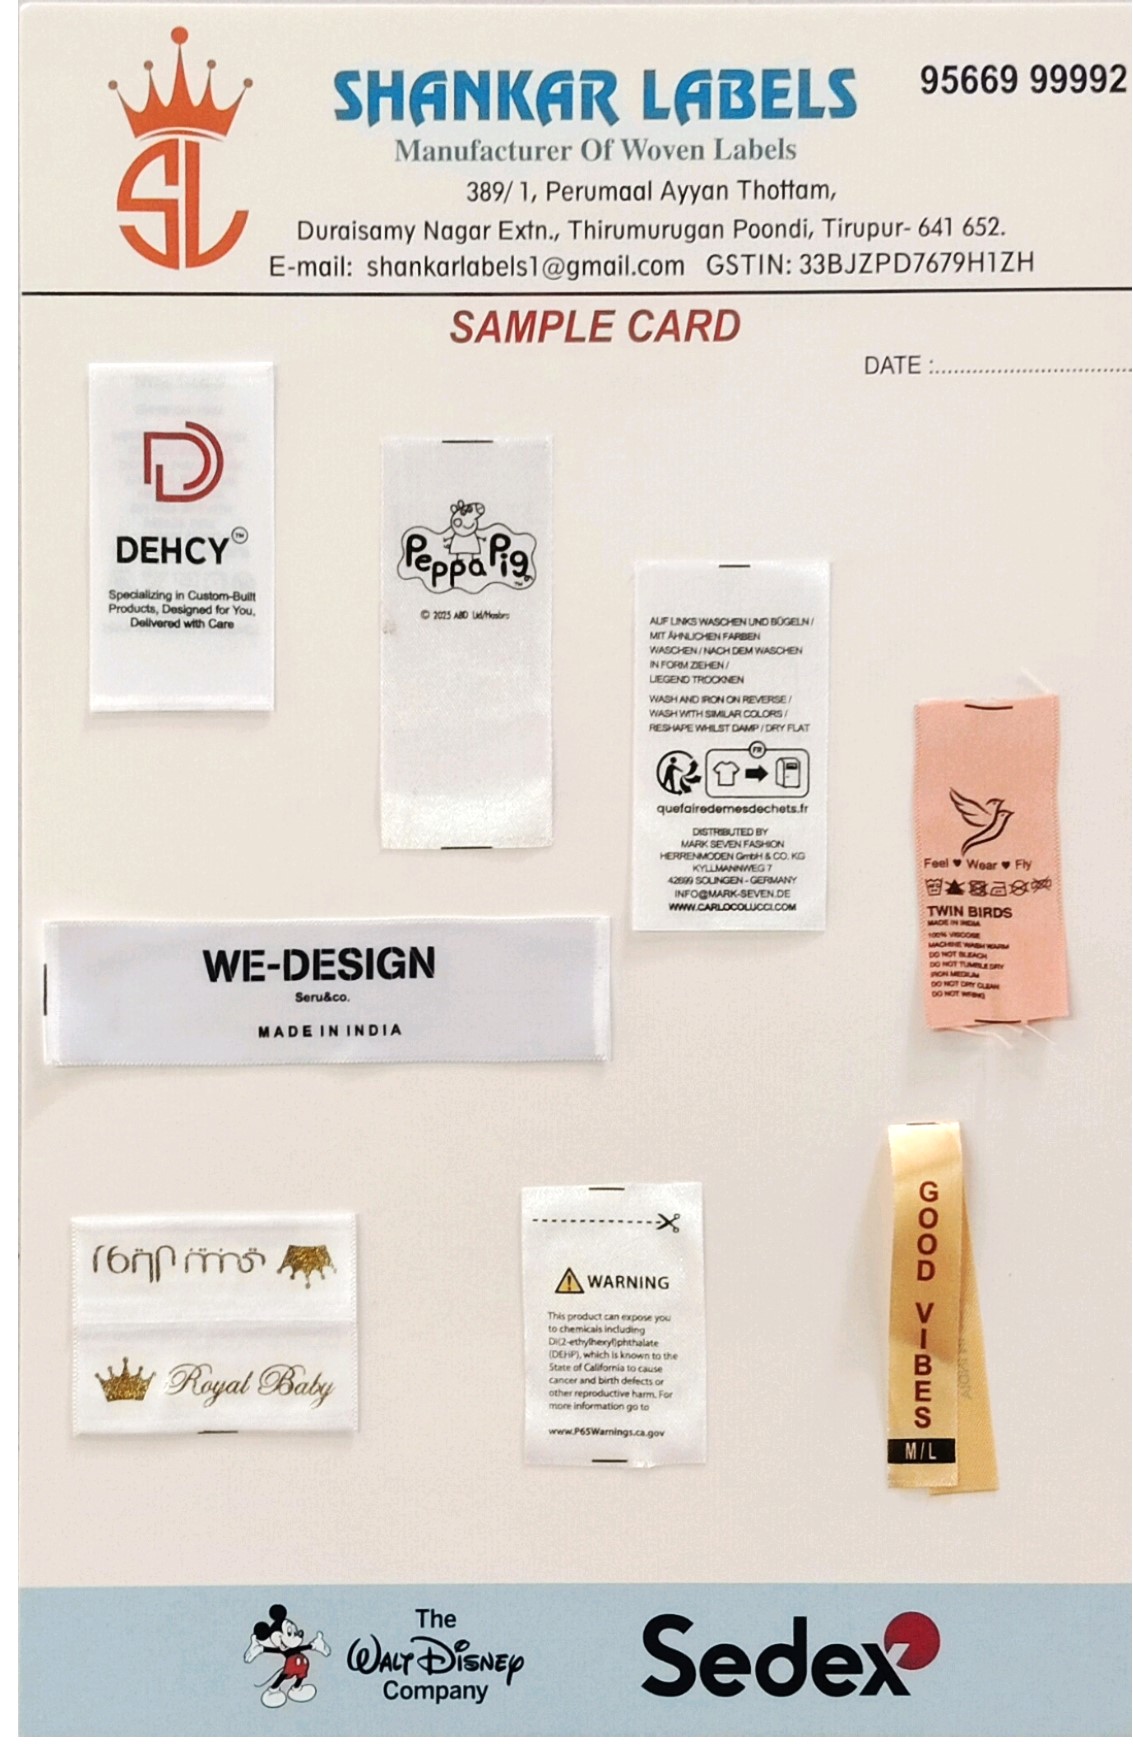 SL
SHANKAR LABELS
95669 99992
Manufacturer Of Woven Labels
389/ 1, Perumaal Ayyan Thottam,
Duraisamy Nagar Extn., Thirumurugan Poondi, Tirupur- 641 652.
E-mail: shankarlabels1@gmail.com GSTIN: 33BJZPD7679H1ZH
SAMPLE CARD
DATE :
D
DEHCY™
Specializing in Custom-Built
Products, Designed for You,
Delivered with Care
Peppa Pig
© 2025 ABD Ltd/Hasbro
AUF LINKS WASCHEN UND BÜGELN /
MIT ÄHNLICHEN FARBEN
WASCHEN / NACH DEM WASCHEN
IN FORM ZIEHEN /
LIEGEND TROCKNEN
WASH AND IRON ON REVERSE /
WASH WITH SIMILAR COLORS /
RESHAPE WHILST DAMP / DRY FLAT
FR
quefairedemesdechets.fr
DISTRIBUTED BY
MARK SEVEN FASHION
HERRENMODEN GmbH & CO. KG
KYLLMANNWEG 7
42699 SOLINGEN - GERMANY
INFO@MARK-SEVEN.DE
WWW.CARLOCOLUCCI.COM
Feel ♥ Wear ♥ Fly
TWIN BIRDS
MADE IN INDIA
100% VISCOSE
MACHINE WASH WARM
DO NOT BLEACH
DO NOT TUMBLE DRY
IRON MEDIUM
DO NOT DRY CLEAN
DO NOT WRING
WE-DESIGN
Seru&co.
MADE IN INDIA
Royal Baby
WARNING
This product can expose you
to chemicals including
Di(2-ethylhexyl)phthalate
(DEHP), which is known to the
State of California to cause
cancer and birth defects or
other reproductive harm. For
more information go to
www.P65Warnings.ca.gov
GOOD VIBES
M/L
The
WALT DISNEY
Company
Sedex